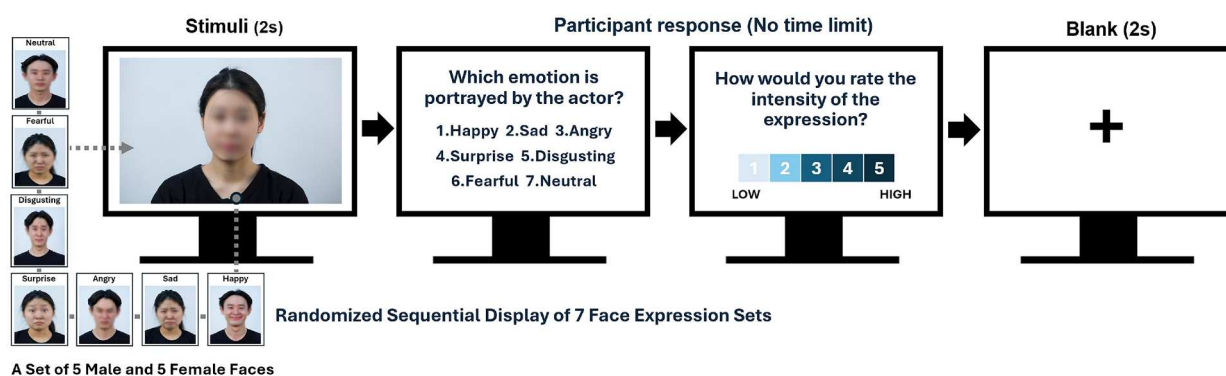 Stimuli (2s)
Participant response (No time limit)
Blank (2s)
Neutral
Fearful
Disgusting
Surprise
Angry
Sad
Happy
Which emotion is
portrayed by the actor?
1.Happy 2.Sad 3.Angry
4.Surprise 5.Disgusting
6.Fearful 7.Neutral
How would you rate the
intensity of the
expression?
1 2 3 4 5
LOW HIGH
+
Randomized Sequential Display of 7 Face Expression Sets
A Set of 5 Male and 5 Female Faces